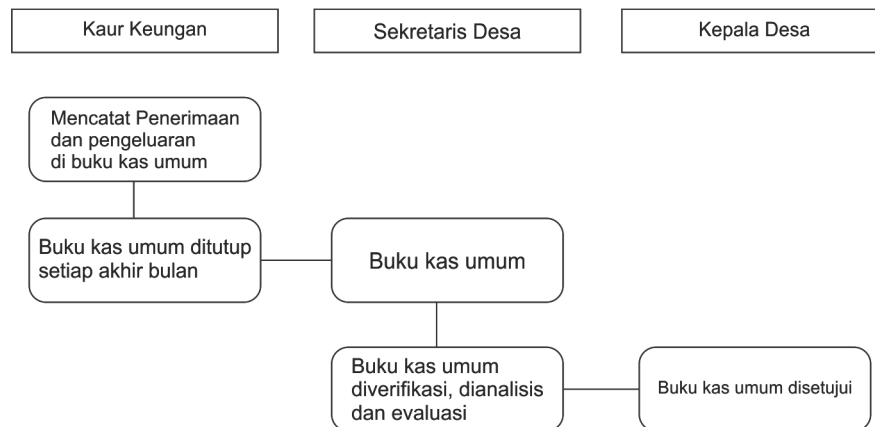 Kaur Keungan
Sekretaris Desa
Kepala Desa
Mencatat Penerimaan
dan pengeluaran
di buku kas umum
Buku kas umum ditutup
setiap akhir bulan
Buku kas umum
Buku kas umum
diverifikasi, dianalisis
dan evaluasi
Buku kas umum disetujui